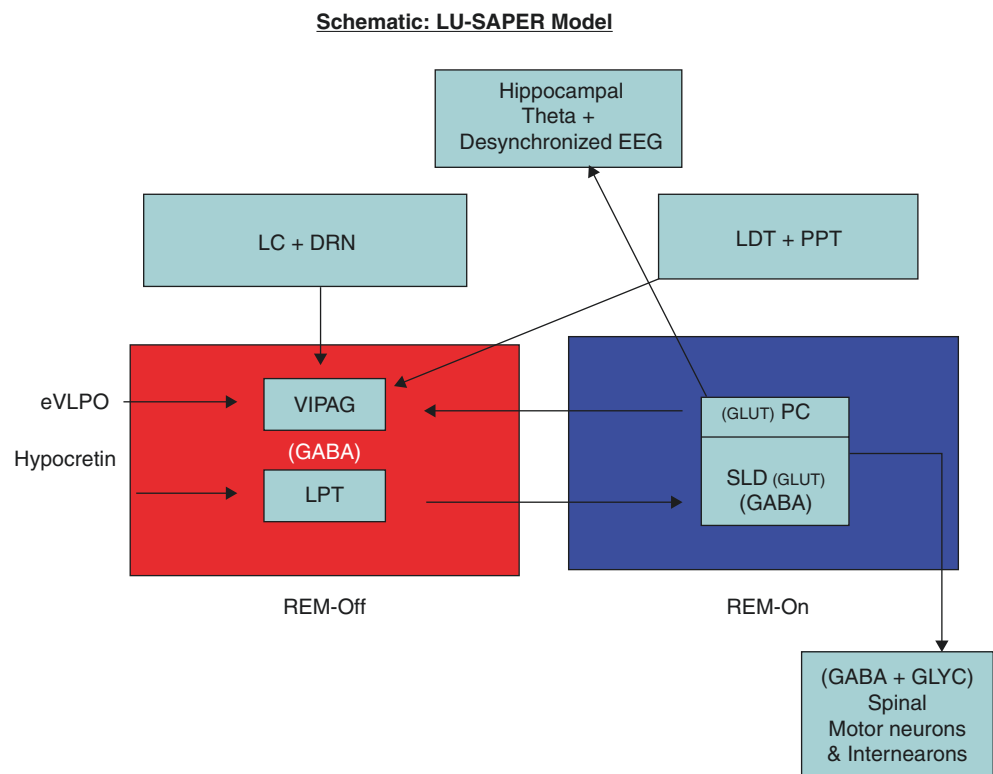 Schematic: LU-SAPER Model
Hippocampal
Theta +
Desynchronized EEG
LC + DRN
LDT + PPT
eVLPO
VIPAG
(GABA)
Hypocretin
LPT
(GLUT) PC
SLD (GLUT)
(GABA)
REM-Off
REM-On
(GABA + GLYC)
Spinal
Motor neurons
& Internearons